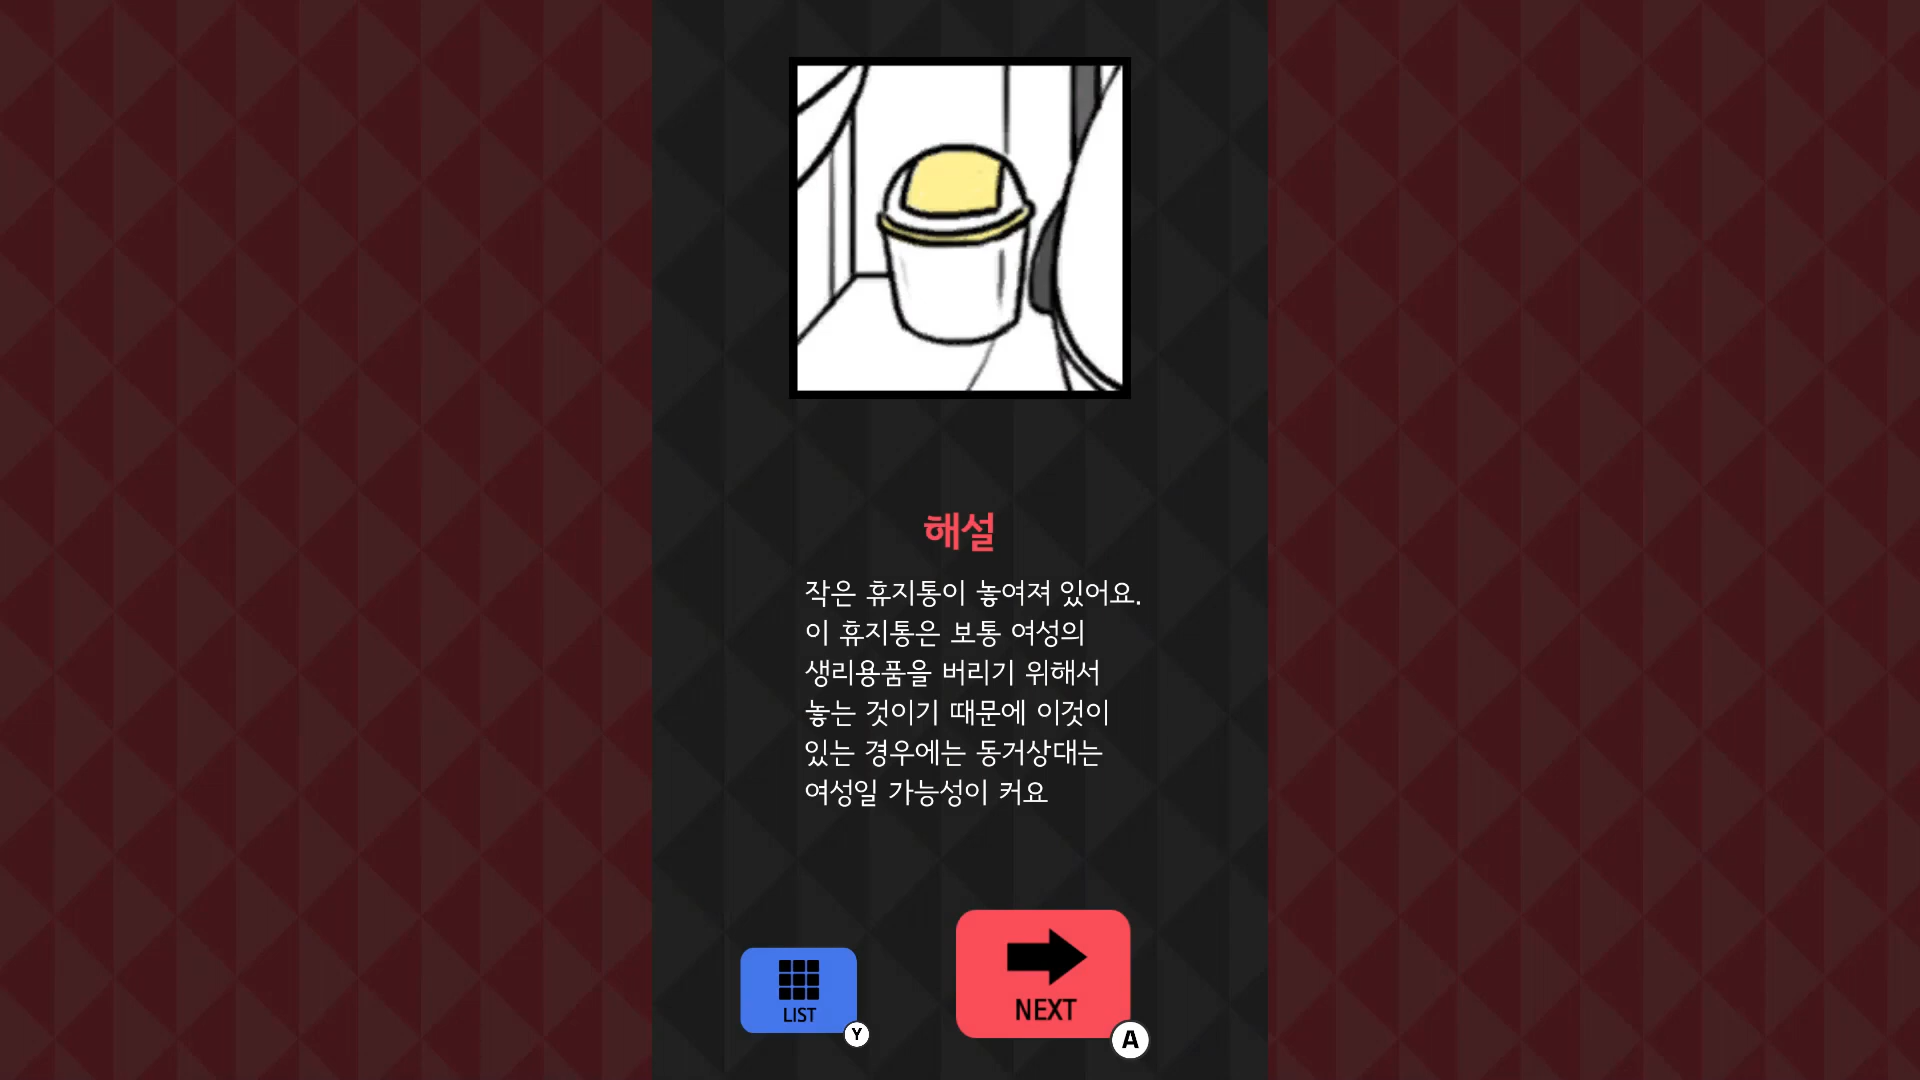 해설
작은 휴지통이 놓여져 있어요.
이 휴지통은 보통 여성의
생리용품을 버리기 위해서
놓는 것이기 때문에 이것이
있는 경우에는 동거상대는
여성일 가능성이 커요
LIST
Y
NEXT
A